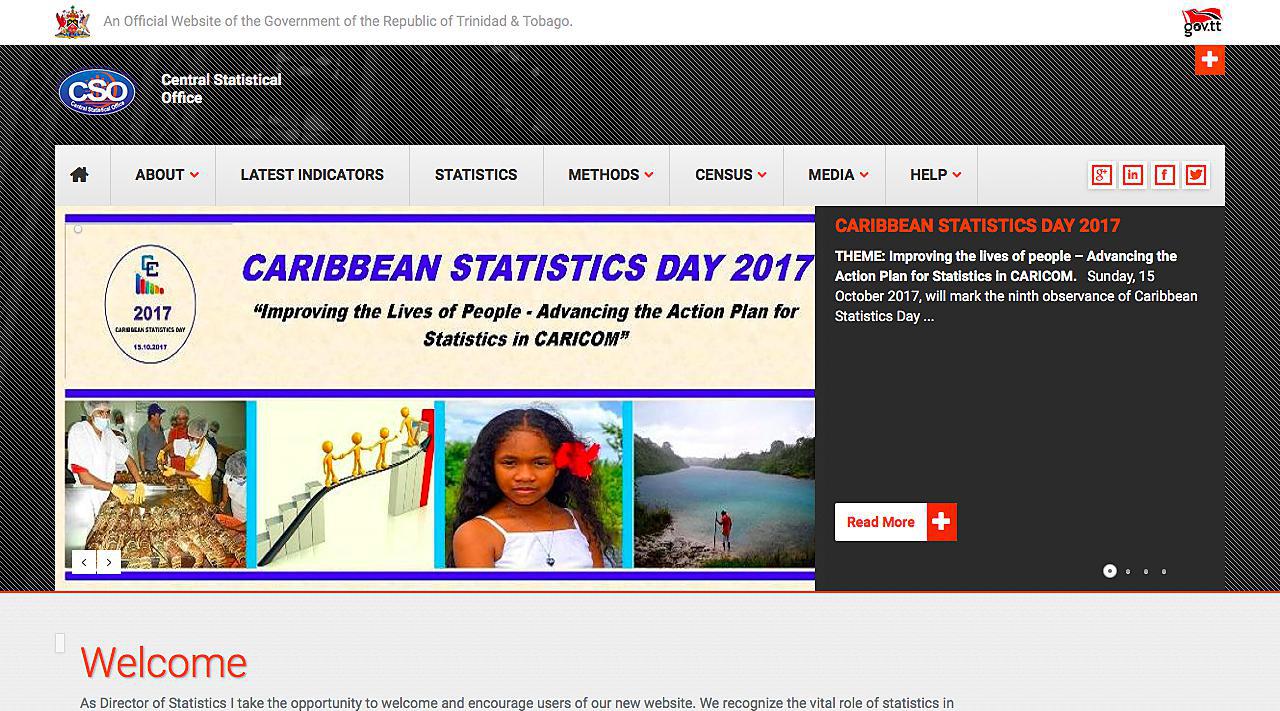 An Official Website of the Government of the Republic of Trinidad & Tobago.
gov.tt
CSO
Central Statistical Office
Central Statistical
Office
ABOUT
LATEST INDICATORS
STATISTICS
METHODS
CENSUS
MEDIA
HELP
g+
in
f
CARIBBEAN STATISTICS DAY 2017
“Improving the Lives of People - Advancing the Action Plan for
Statistics in CARICOM”
2017
CARIBBEAN STATISTICS DAY
15.10.2017
CARIBBEAN STATISTICS DAY 2017
THEME: Improving the lives of people – Advancing the
Action Plan for Statistics in CARICOM. Sunday, 15
October 2017, will mark the ninth observance of Caribbean
Statistics Day ...
Read More
Welcome
As Director of Statistics I take the opportunity to welcome and encourage users of our new website. We recognize the vital role of statistics in